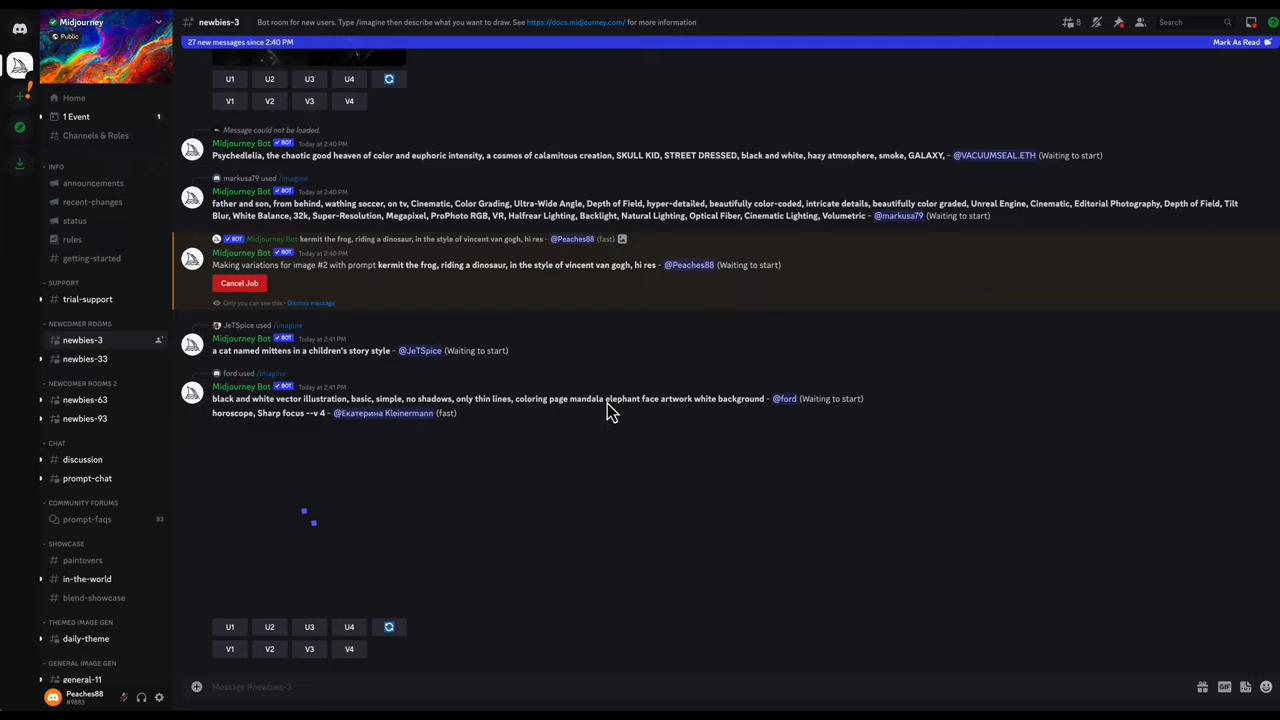 Midjourney
Public
newbies-3 Bot room for new users. Type /imagine then describe what you want to draw. See https://docs.midjourney.com/ for more information
8
Search
27 new messages since 2:40 PM
Mark As Read
Home
1 Event
1
Channels & Roles
INFO
announcements
recent-changes
status
rules
getting-started
SUPPORT
trial-support
NEWCOMER ROOMS
newbies-3
newbies-33
NEWCOMER ROOMS 2
newbies-63
newbies-93
CHAT
discussion
prompt-chat
COMMUNITY FORUMS
prompt-faqs
83
SHOWCASE
paintovers
in-the-world
blend-showcase
THEMED IMAGE GEN
daily-theme
GENERAL IMAGE GEN
general-11
Peaches88
#9883
U1 U2 U3 U4
V1 V2 V3 V4
Message could not be loaded.
Midjourney Bot BOT Today at 2:40 PM
Psychedelia, the chaotic good heaven of color and euphoric intensity, a cosmos of calamitous creation, SKULL KID, STREET DRESSED, black and white, hazy atmosphere, smoke, GALAXY, - @VACUUMSEAL.ETH (Waiting to start)
markusa79 used /imagine
Midjourney Bot BOT Today at 2:40 PM
father and son, from behind, wathing soccer, on tv, Cinematic, Color Grading, Ultra-Wide Angle, Depth of Field, hyper-detailed, beautifully color-coded, intricate details, beautifully color graded, Unreal Engine, Cinematic, Editorial Photography, Depth of Field, Tilt
Blur, White Balance, 32k, Super-Resolution, Megapixel, ProPhoto RGB, VR, Halfrear Lighting, Backlight, Natural Lighting, Optical Fiber, Cinematic Lighting, Volumetric - @markusa79 (Waiting to start)
BOT Midjourney Bot kermit the frog, riding a dinosaur, in the style of vincent van gogh, hi res - @Peaches88 (fast)
Midjourney Bot BOT Today at 2:40 PM
Making variations for image #2 with prompt kermit the frog, riding a dinosaur, in the style of vincent van gogh, hi res - @Peaches88 (Waiting to start)
Cancel Job
Only you can see this • Dismiss message
JeTSpice used /imagine
Midjourney Bot BOT Today at 2:41 PM
a cat named mittens in a children's story style - @JeTSpice (Waiting to start)
ford used /imagine
Midjourney Bot BOT Today at 2:41 PM
black and white vector illustration, basic, simple, no shadows, only thin lines, coloring page mandala elephant face artwork white background - @ford (Waiting to start)
horoscope, Sharp focus --v 4 - @Екатерина Kleinermann (fast)
U1 U2 U3 U4
V1 V2 V3 V4
Message #newbies-3
GIF